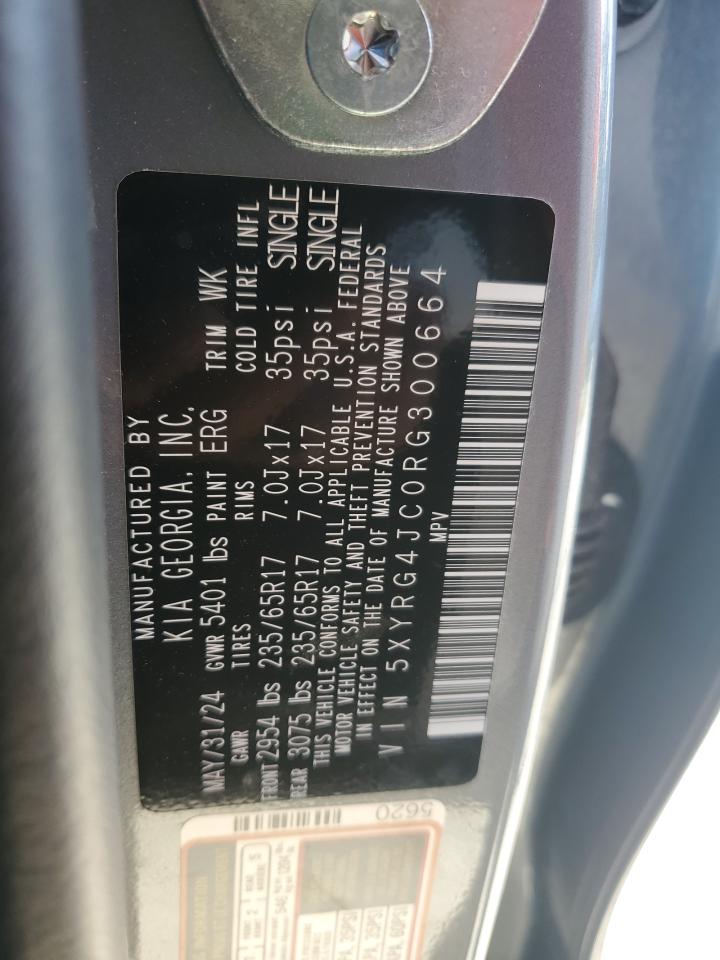 MANUFACTURED BY
KIA GEORGIA, INC.
MAY/31/24 GVWR 5401 lbs PAINT ERG TRIM WK
GAWR TIRES RIMS COLD TIRE INFL
FRONT 2954 lbs 235/65R17 7.0Jx17 35psi SINGLE
REAR 3075 lbs 235/65R17 7.0Jx17 35psi SINGLE
THIS VEHICLE CONFORMS TO ALL APPLICABLE U.S.A. FEDERAL
MOTOR VEHICLE SAFETY AND THEFT PREVENTION STANDARDS
IN EFFECT ON THE DATE OF MANUFACTURE SHOWN ABOVE
VIN 5XYRG4JC0RG300664
MPV
5620